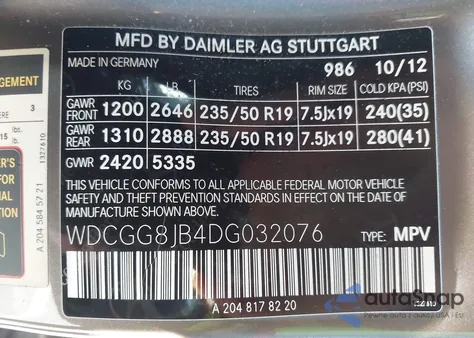 MFD BY DAIMLER AG STUTTGART
MADE IN GERMANY 986 10/12
KG LB TIRES RIM SIZE COLD KPA (PSI)
GAWR FRONT 1200 2646 235/50 R19 7.5Jx19 240(35)
GAWR REAR 1310 2888 235/50 R19 7.5Jx19 280(41)
GVWR 2420 5335
THIS VEHICLE CONFORMS TO ALL APPLICABLE FEDERAL MOTOR VEHICLE
SAFETY AND THEFT PREVENTION STANDARDS IN EFFECT ON THE DATE
OF MANUFACTURE SHOWN ABOVE.
WDCGG8JB4DG032076 TYPE: MPV
A 204 817 82 20
3
lbs.
A 204 584 57 21
1327610
FOR
autoSnap